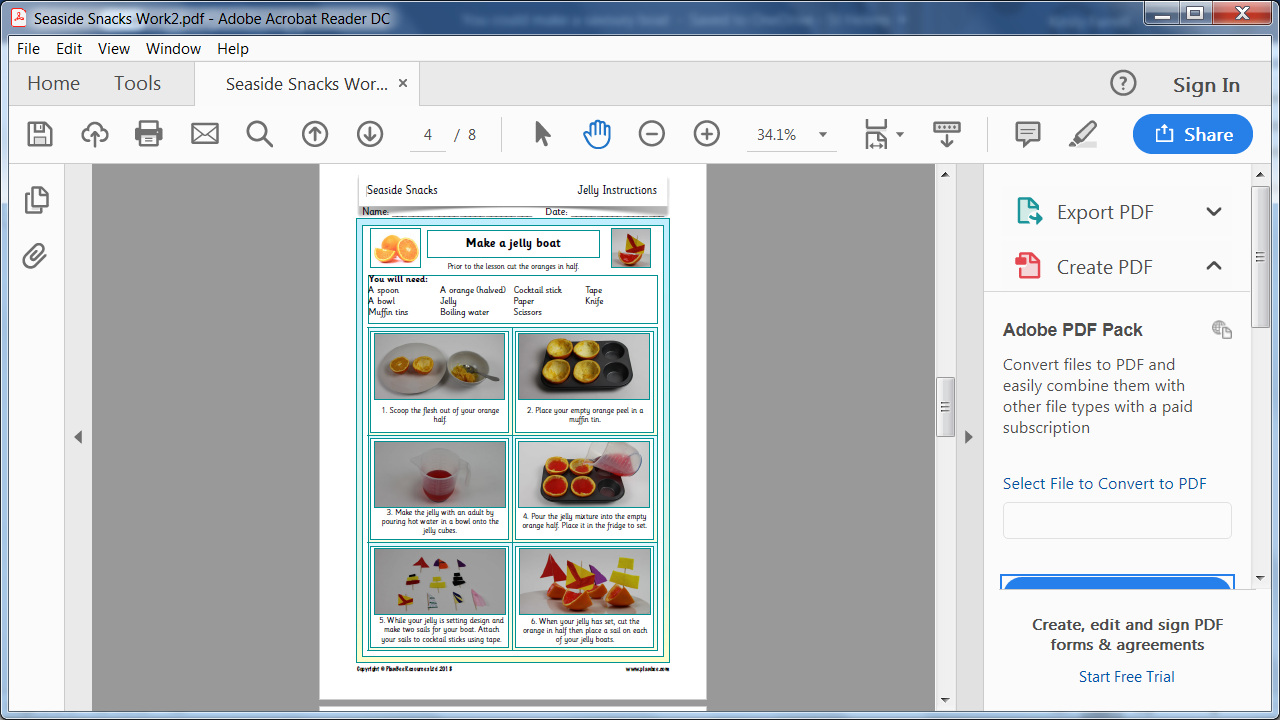 Seaside Snacks Work2.pdf - Adobe Acrobat Reader DC
File Edit View Window Help
Home Tools Seaside Snacks Wor... × ? Sign In
4 / 8 34.1% Share
Seaside Snacks Jelly Instructions
Name: Date:
Make a jelly boat
Prior to the lesson cut the oranges in half.
You will need:
A spoon A orange (halved) Cocktail stick Tape
A bowl Jelly Paper Knife
Muffin tins Boiling water Scissors
1. Scoop the flesh out of your orange
half.
2. Place your empty orange peel in a
muffin tin.
3. Make the jelly with an adult by
pouring hot water in a bowl onto the
jelly cubes.
4. Pour the jelly mixture into the empty
orange half. Place it in the fridge to set.
5. While your jelly is setting design and
make two sails for your boat. Attach
your sails to cocktail sticks using tape.
6. When your jelly has set, cut the
orange in half then place a sail on each
of your jelly boats.
Copyright © PlanBee Resources Ltd 2018 www.planbee.com
Export PDF
Create PDF
Adobe PDF Pack
Convert files to PDF and
easily combine them with
other file types with a paid
subscription
Select File to Convert to PDF
Create, edit and sign PDF
forms & agreements
Start Free Trial